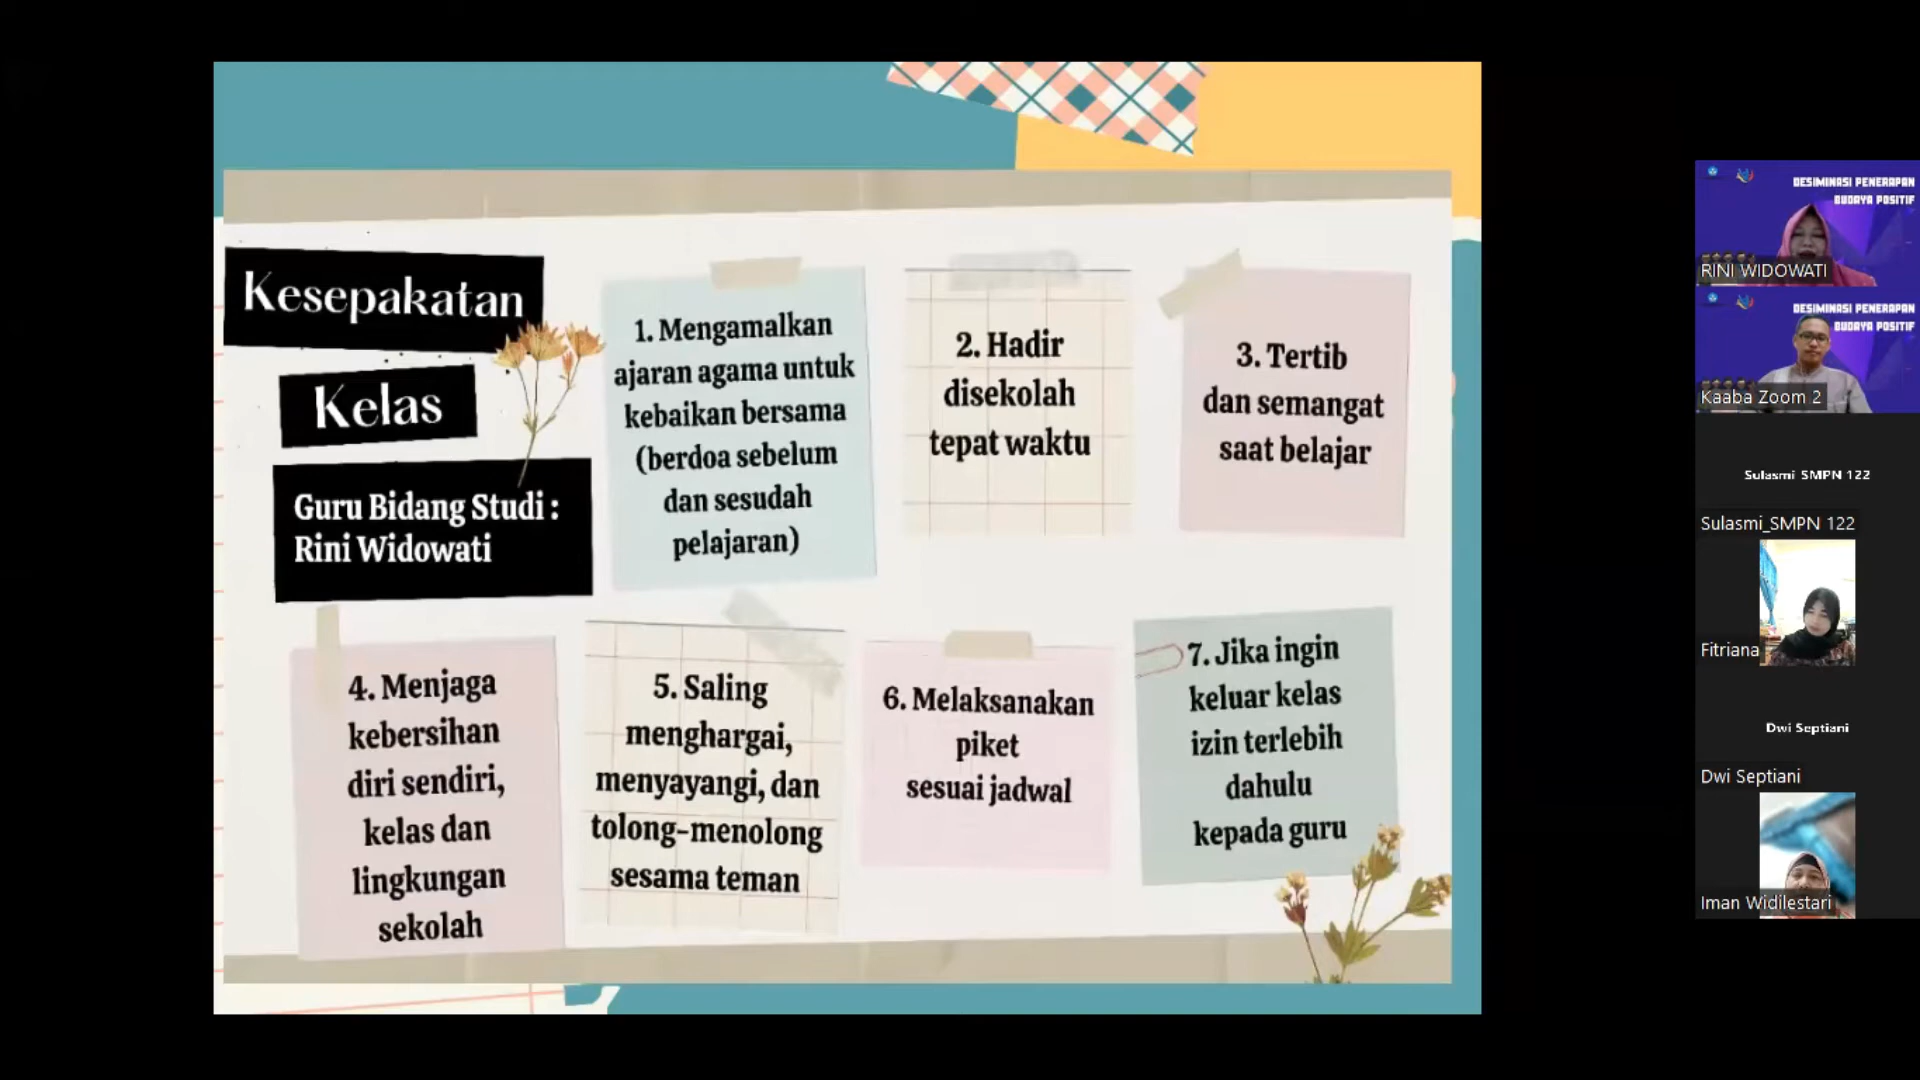 Kesepakatan
Kelas
Guru Bidang Studi :
Rini Widowati
1. Mengamalkan
ajaran agama untuk
kebaikan bersama
(berdoa sebelum
dan sesudah
pelajaran)
2. Hadir
disekolah
tepat waktu
3. Tertib
dan semangat
saat belajar
4. Menjaga
kebersihan
diri sendiri,
kelas dan
lingkungan
sekolah
5. Saling
menghargai,
menyayangi, dan
tolong-menolong
sesama teman
6. Melaksanakan
piket
sesuai jadwal
7. Jika ingin
keluar kelas
izin terlebih
dahulu
kepada guru
DESIMINASI PENERAPAN
BUDAYA POSITIF
RINI WIDOWATI
DESIMINASI PENERAPAN
BUDAYA POSITIF
Kaaba Zoom 2
Sulasmi SMPN 122
Sulasmi_SMPN 122
Fitriana
Dwi Septiani
Dwi Septiani
Iman Widilestari